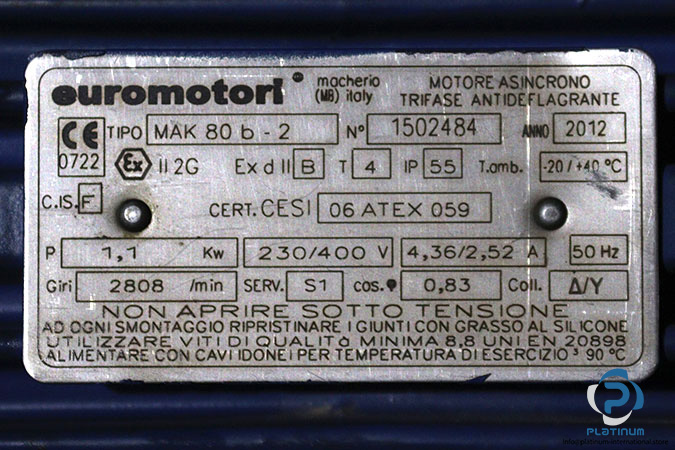 euromotori macherio (MB) italy
MOTORE ASINCRONO
TRIFASE ANTIDEFLAGRANTE
CE 0722
TIPO MAK 80 b - 2 N° 1502484 ANNO 2012
Ex II 2G Ex d II B T 4 IP 55 T.amb. -20 / +40 °C
C.IS. F CERT. CESI 06 ATEX 059
P 1,1 Kw 230/400 V 4,36/2,52 A 50 Hz
Giri 2808 /min SERV. S1 cos.φ 0,83 Coll. Δ/Y
NON APRIRE SOTTO TENSIONE
AD OGNI SMONTAGGIO RIPRISTINARE I GIUNTI CON GRASSO AL SILICONE
UTILIZZARE VITI DI QUALITà MINIMA 8.8 UNI EN 20898
ALIMENTARE CON CAVI IDONEI PER TEMPERATURA DI ESERCIZIO ³ 90 °C
PLATINUM
info@platinuminternational.store